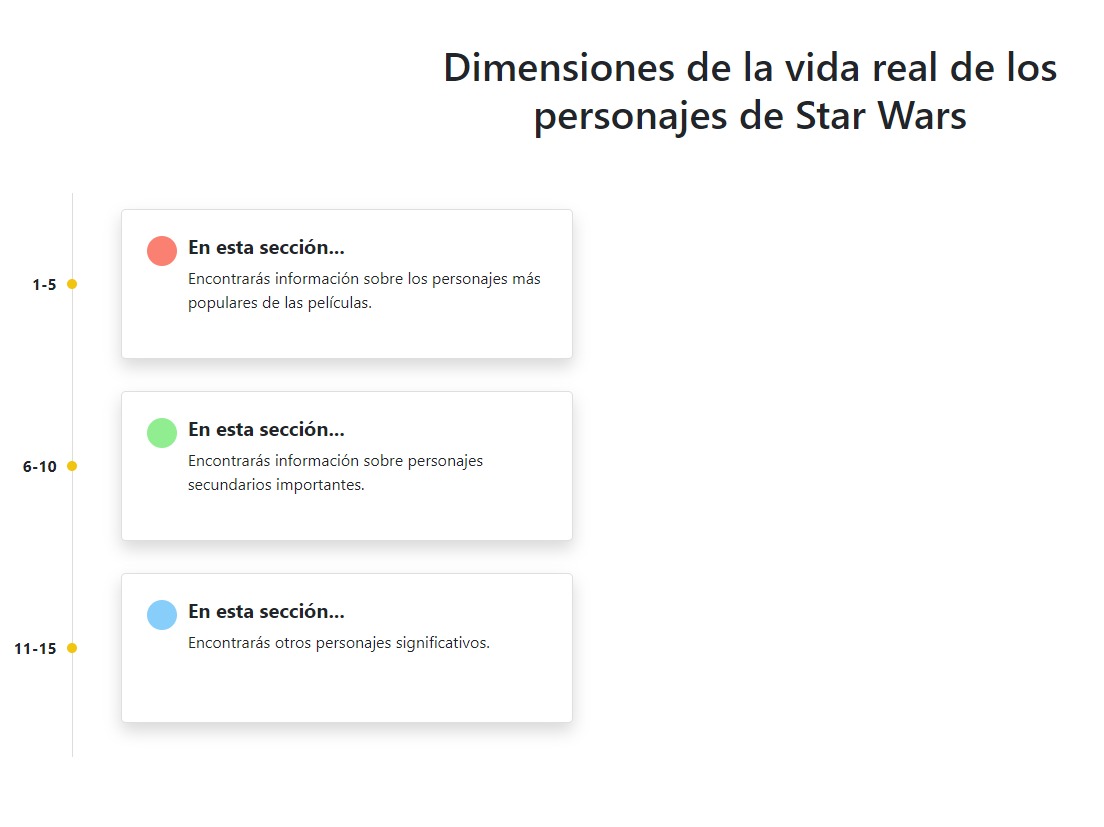 Dimensiones de la vida real de los
personajes de Star Wars
1-5
En esta sección...
Encontrarás información sobre los personajes más
populares de las películas.
6-10
En esta sección...
Encontrarás información sobre personajes
secundarios importantes.
11-15
En esta sección...
Encontrarás otros personajes significativos.